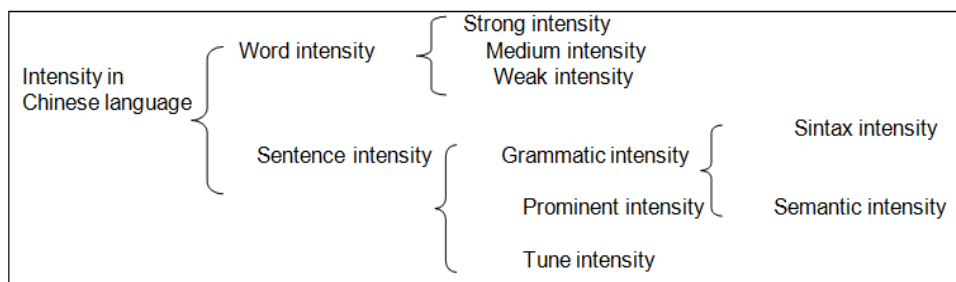 Intensity in
Chinese language
Word intensity
Strong intensity
Medium intensity
Weak intensity
Sentence intensity
Grammatic intensity
Sintax intensity
Semantic intensity
Prominent intensity
Tune intensity